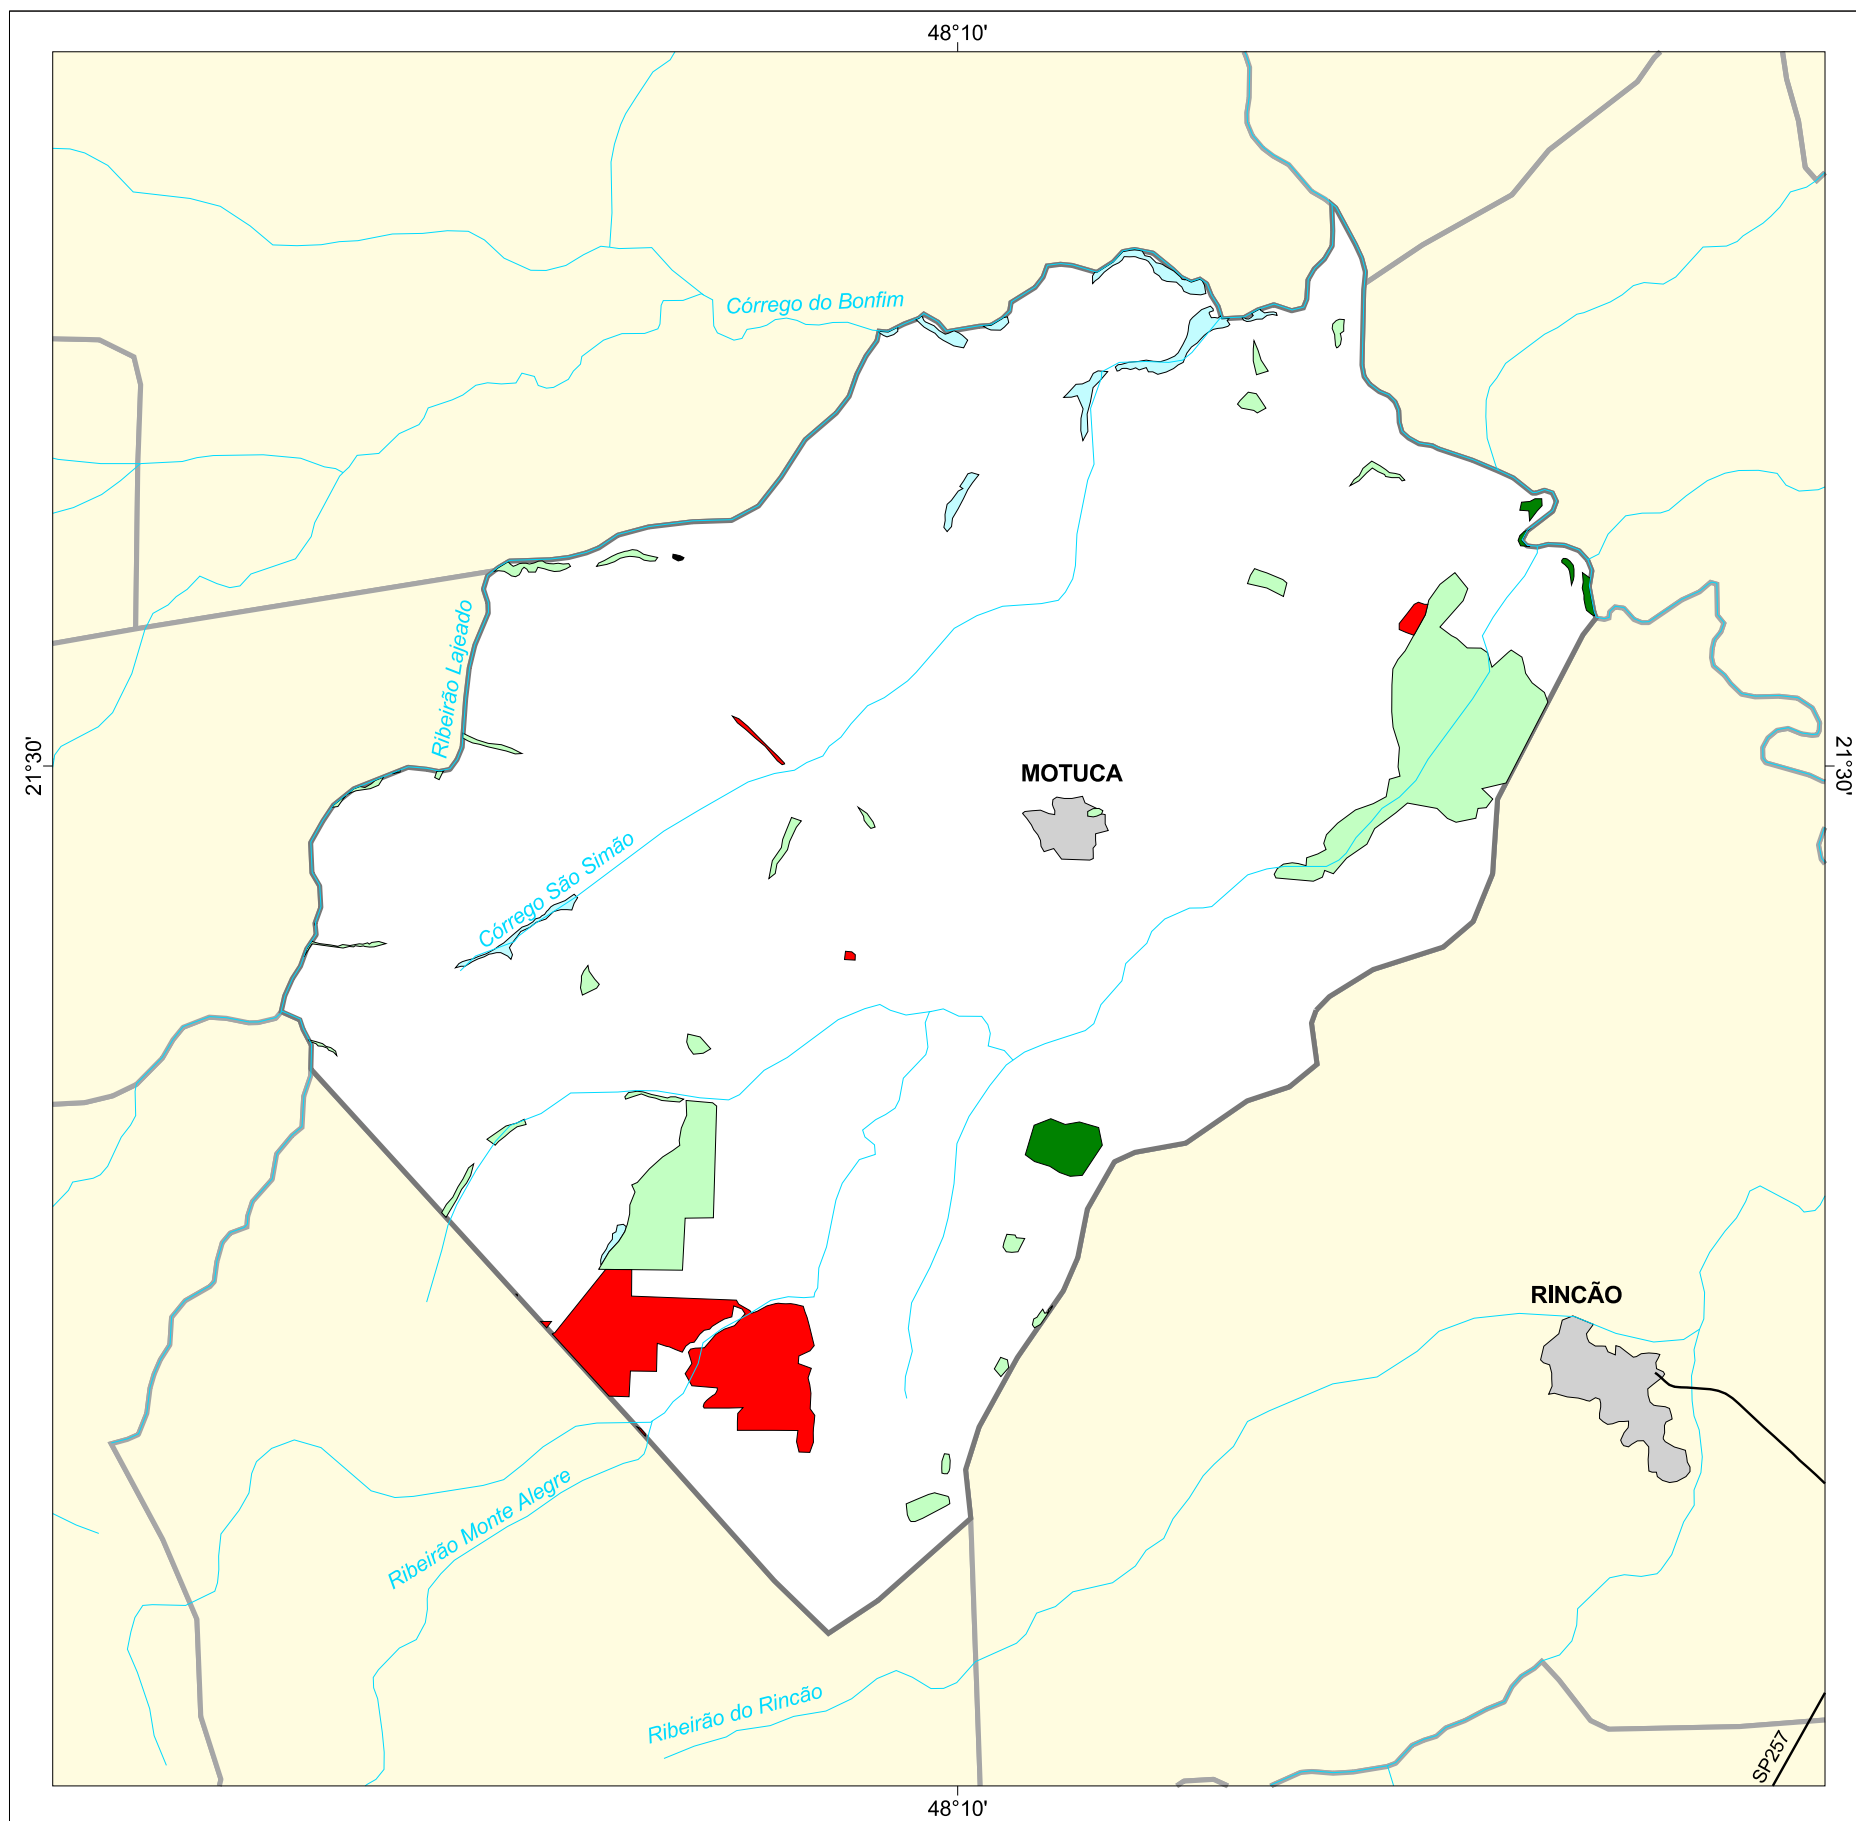 48°10'
Córrego do Bonfim
Ribeirão Lajeado
21°30'
21°30'
MOTUCA
Córrego São Simão
RINCÃO
Ribeirão Monte Alegre
Ribeirão do Rincão
SP257
48°10'